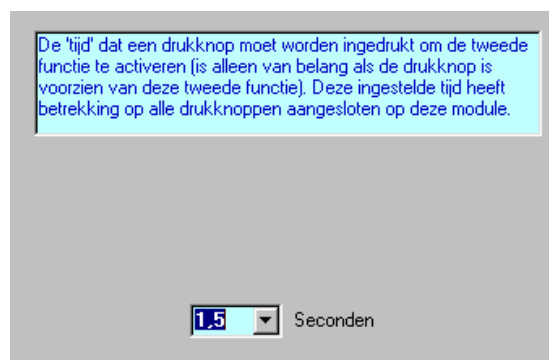 De 'tijd' dat een drukknop moet worden ingedrukt om de tweede
functie te activeren (is alleen van belang als de drukknop is
voorzien van deze tweede functie). Deze ingestelde tijd heeft
betrekking op alle drukknoppen aangesloten op deze module.
1,5 Seconden